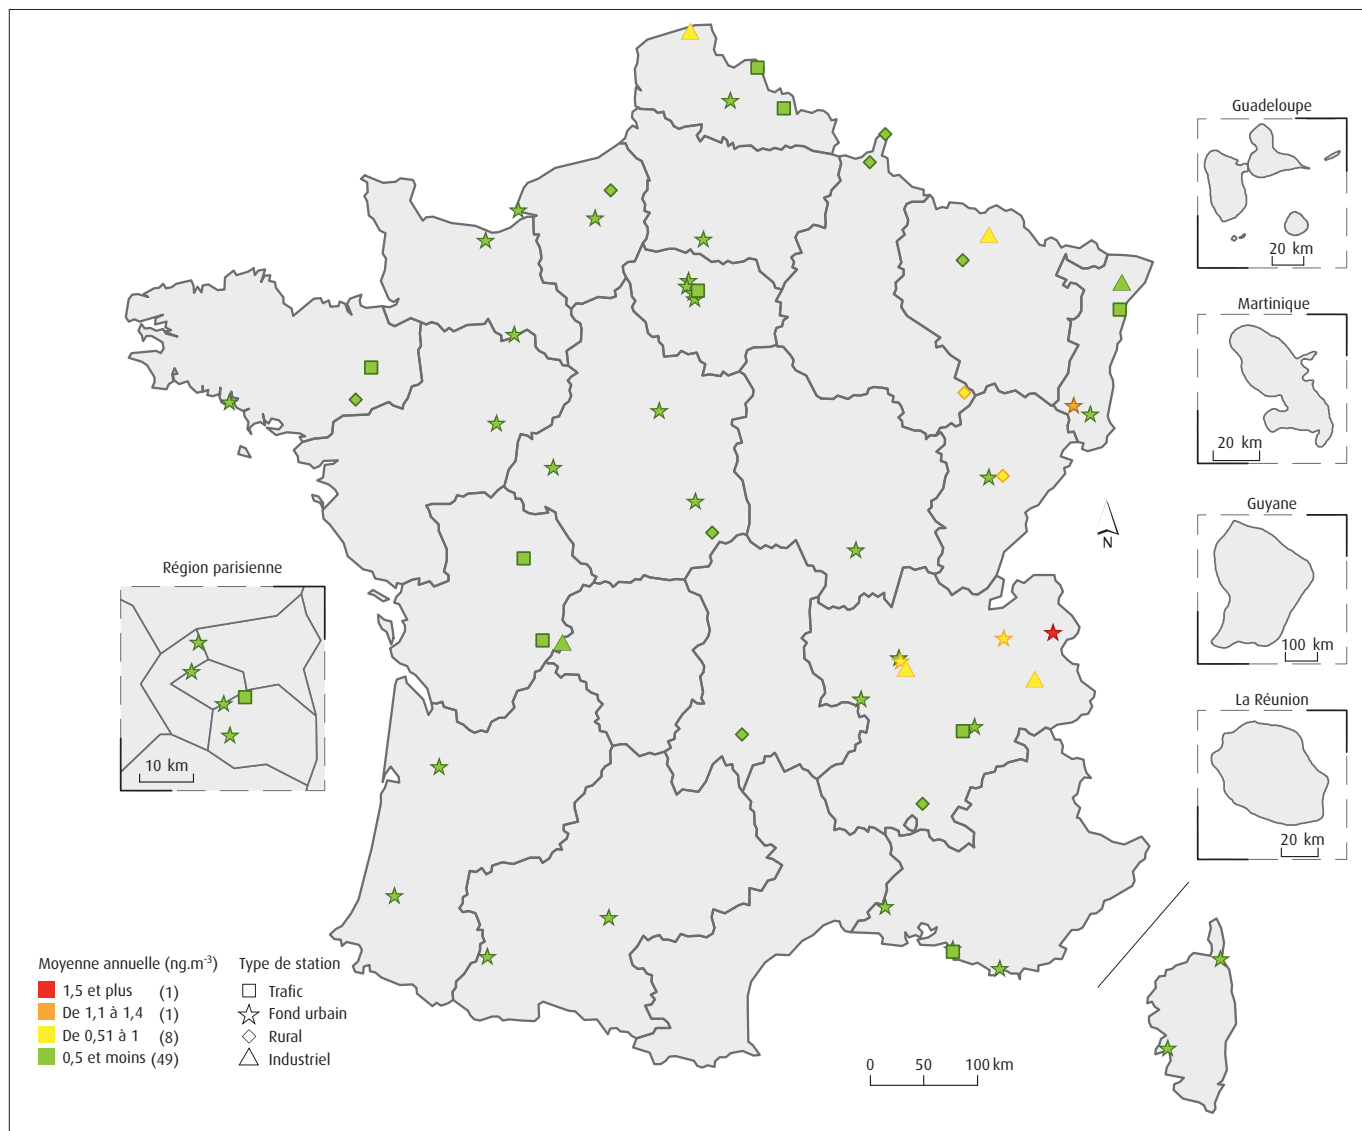 Guadeloupe
20 km
Martinique
20 km
Guyane
100 km
La Réunion
20 km
N
Région parisienne
10 km
Moyenne annuelle (ng.m⁻³)
1,5 et plus (1)
De 1,1 à 1,4 (1)
De 0,51 à 1 (8)
0,5 et moins (49)
Type de station
Trafic
Fond urbain
Rural
Industriel
0 50 100 km